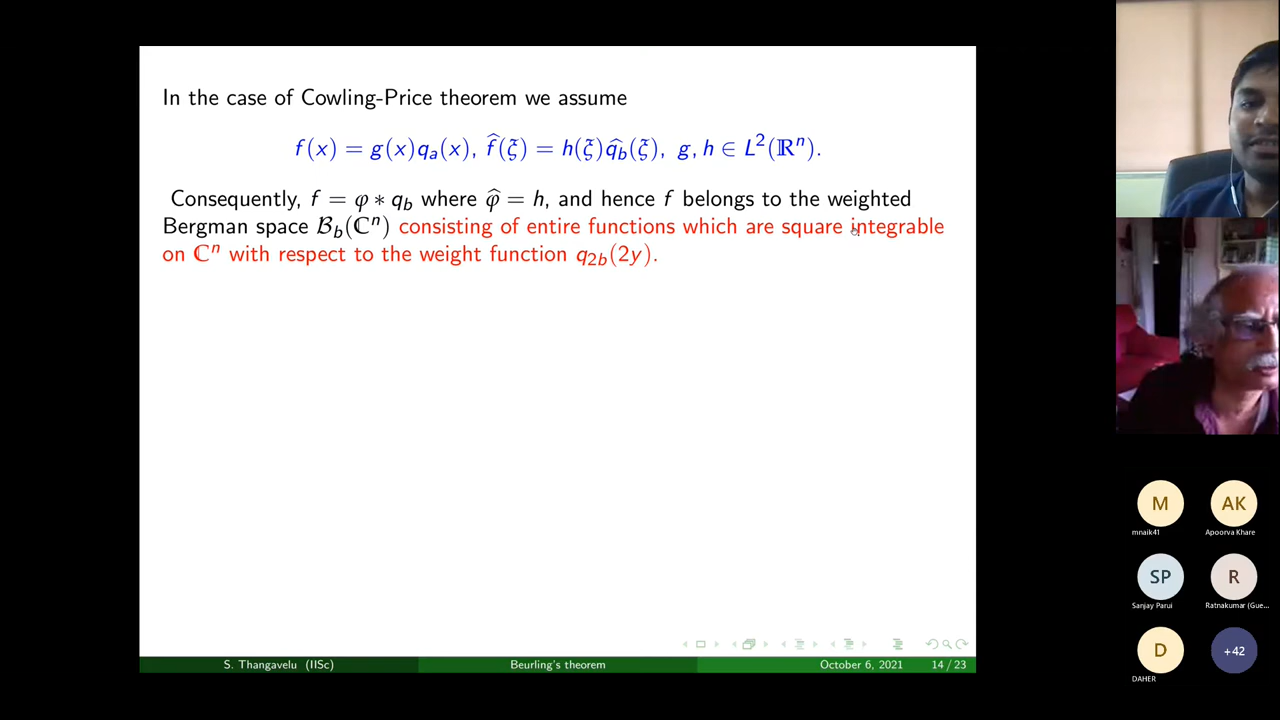 In the case of Cowling-Price theorem we assume
f(x) = g(x)q_a(x), f̂(ξ) = h(ξ)q̂_b(ξ), g, h ∈ L²(ℝⁿ).
Consequently, f = φ ∗ q_b where φ̂ = h, and hence f belongs to the weighted
Bergman space ℬ_b(ℂⁿ) consisting of entire functions which are square integrable
on ℂⁿ with respect to the weight function q_{2b}(2y).
S. Thangavelu (IISc) Beurling's theorem October 6, 2021 14 / 23
M AK
mnaik41 Apoorva Khare
SP R
Sanjay Parui Ratnakumar (Gue...
D +42
DAHER